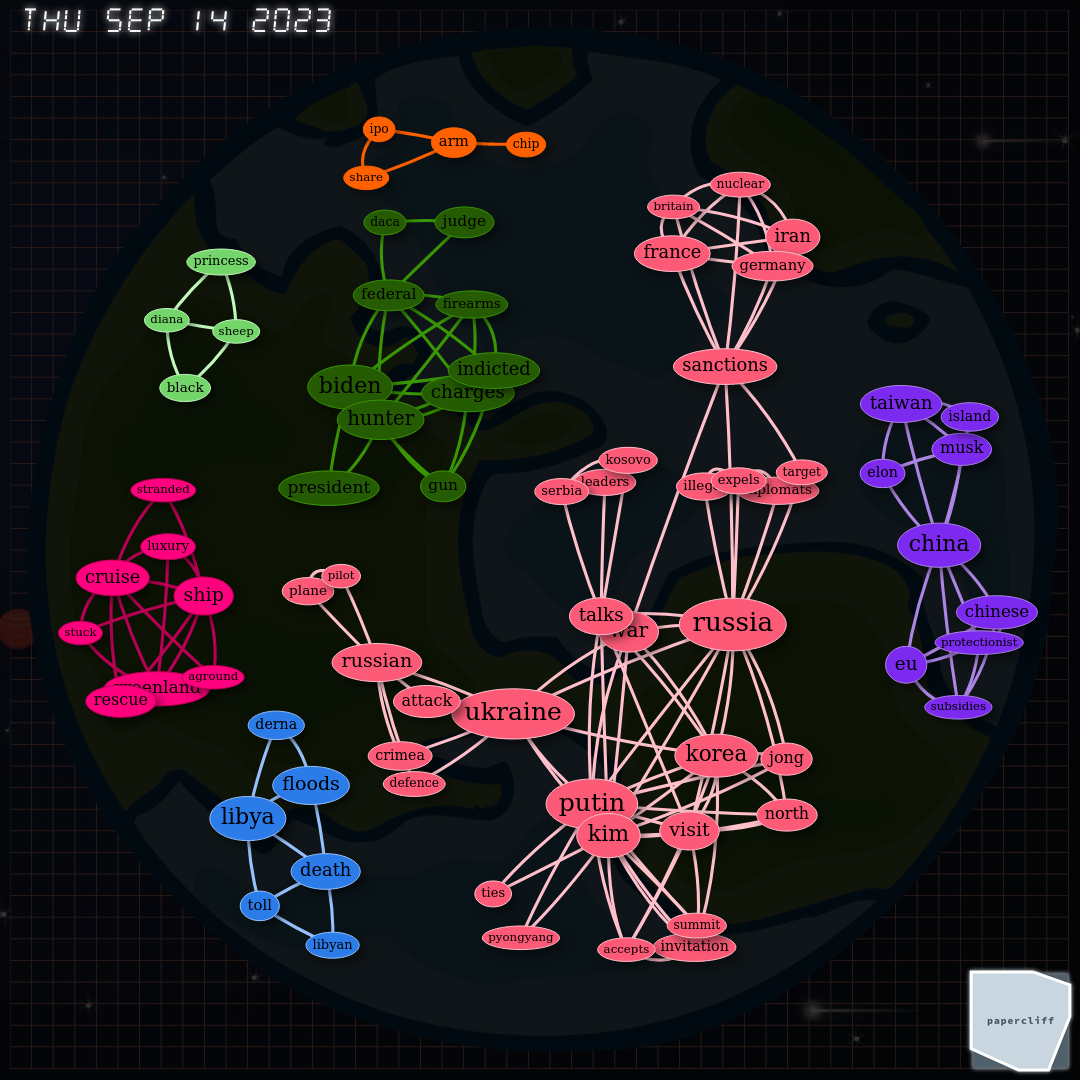 THU SEP 14 2023
ipo
arm
chip
share
nuclear
britain
iran
france
germany
daca
judge
princess
federal
firearms
diana
sheep
sanctions
indicted
biden
black
charges
hunter
taiwan
island
musk
kosovo
elon
target
leaders
expels
president
gun
stranded
serbia
china
luxury
pilot
cruise
plane
ship
chinese
talks
russia
war
stuck
protectionist
russian
eu
aground
rescue
attack
subsidies
ukraine
derna
korea
crimea
jong
defence
floods
putin
libya
north
visit
kim
death
ties
toll
summit
pyongyang
libyan
accepts
invitation
papercliff